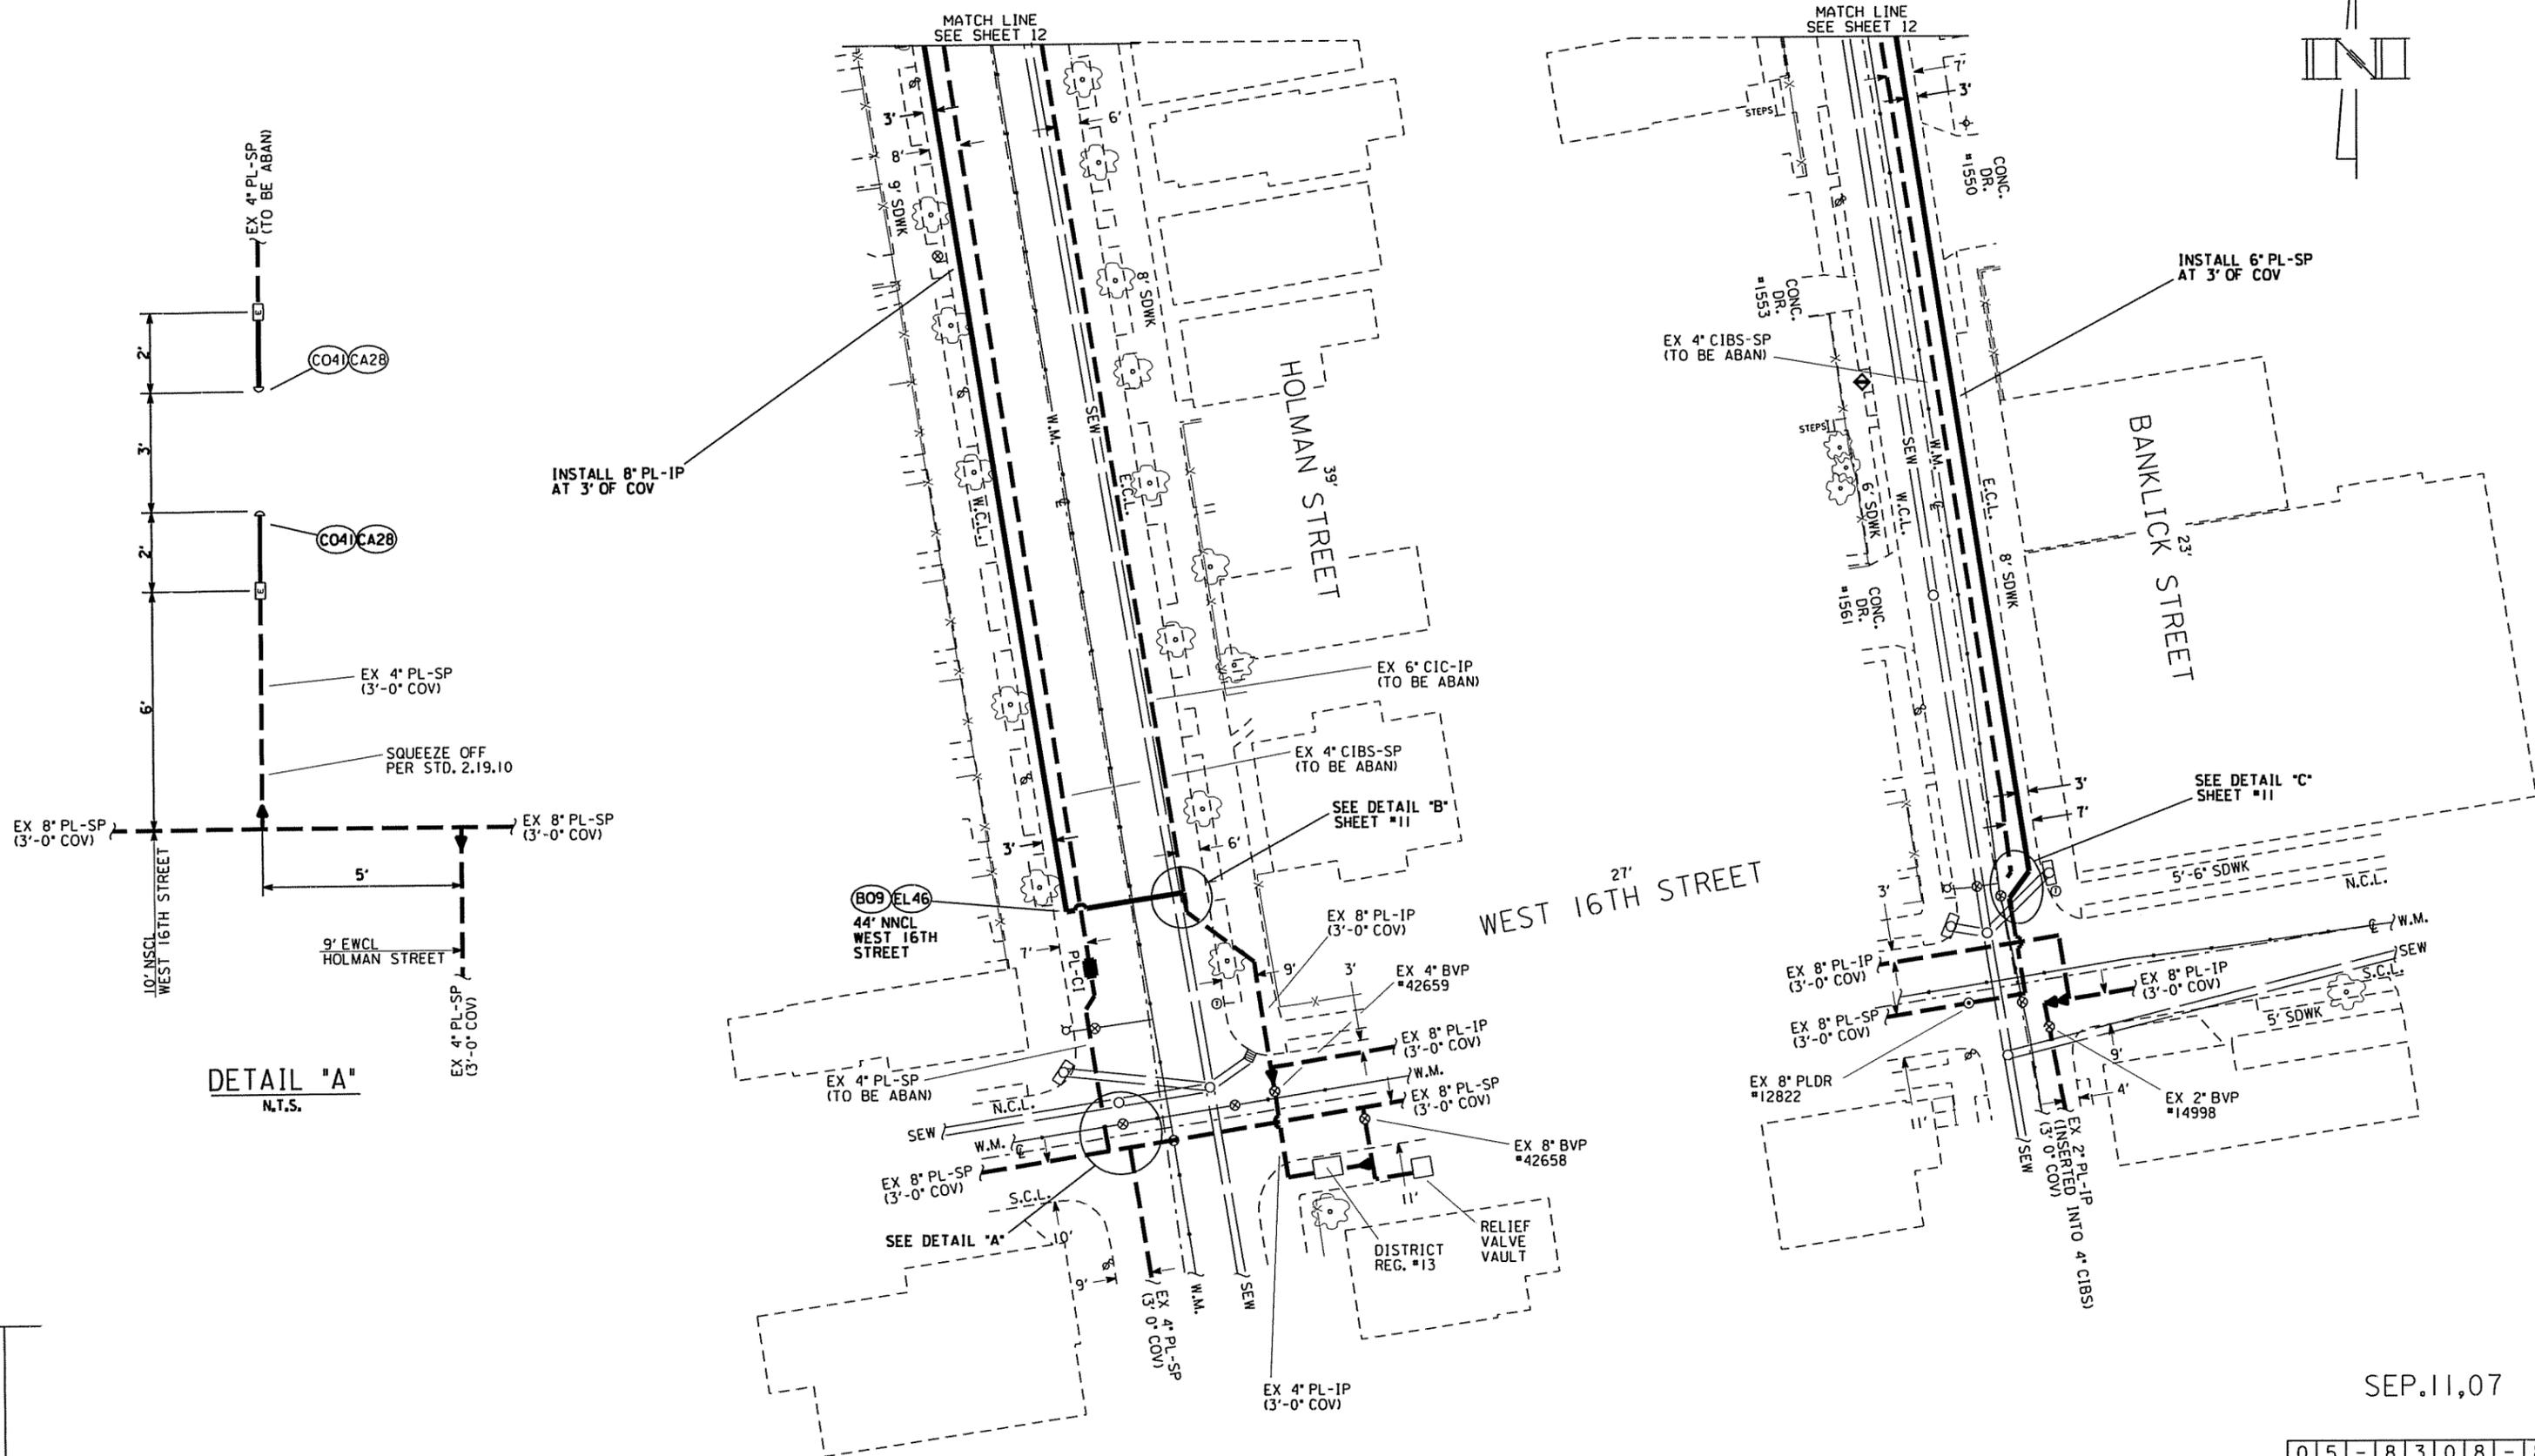 MATCH LINE
SEE SHEET 12
MATCH LINE
SEE SHEET 12
N
EX 4" PL-SP
(TO BE ABAN)
2'
CO41 CA28
3'
CO41 CA28
2'
6'
EX 4" PL-SP
(3'-0" COV)
SQUEEZE OFF
PER STD. 2.19.10
EX 8" PL-SP
(3'-0" COV)
EX 8" PL-SP
(3'-0" COV)
5'
10' NSCL
WEST 16TH STREET
9' EWCL
HOLMAN STREET
EX 4" PL-SP
(3'-0" COV)
DETAIL "A"
N.T.S.
3'
8'
9' SDWK
6'
8' SDWK
INSTALL 8" PL-IP
AT 3' OF COV
W.M.
SEW
E.C.L.
W.C.L.
HOLMAN STREET
39'
EX 6" CIC-IP
(TO BE ABAN)
EX 4" CIBS-SP
(TO BE ABAN)
SEE DETAIL "B"
SHEET #11
3'
6'
B09 EL46
44' NNCL
WEST 16TH
STREET
7'
PL-CI
EX 8" PL-IP
(3'-0" COV)
9'
3'
EX 4" BVP
#42659
EX 8" PL-IP
(3'-0" COV)
W.M.
EX 8" PL-SP
(3'-0" COV)
EX 4" PL-SP
(TO BE ABAN)
N.C.L.
SEW
W.M.
EX 8" PL-SP
(3'-0" COV)
S.C.L.
SEE DETAIL "A"
10'
9'
EX 4" PL-SP
(3' 0" COV)
W.M.
SEW
EX 8" BVP
#42658
11'
RELIEF
VALVE
VAULT
DISTRICT
REG. #13
EX 4" PL-IP
(3'-0" COV)
WEST 16TH STREET
27'
7'
3'
STEPS
CONC.
DR.
#1550
INSTALL 6" PL-SP
AT 3' OF COV
CONC.
DR.
#1553
EX 4" CIBS-SP
(TO BE ABAN)
STEPS
SEW
W.M.
E.C.L.
W.C.L.
6' SDWK
8' SDWK
CONC.
DR.
#1561
BANKLICK STREET
23'
3'
7'
SEE DETAIL "C"
SHEET #11
5'-6" SDWK
N.C.L.
3'
W.M.
SEW
S.C.L.
EX 8" PL-IP
(3'-0" COV)
EX 8" PL-IP
(3'-0" COV)
EX 8" PL-SP
(3'-0" COV)
5' SDWK
9'
EX 8" PLDR
#12822
11'
4'
EX 2" BVP
#14998
SEW
EX 2" PL-IP
(INSERTED INTO 4" CIBS)
(3' 0" COV)
SEP.11,07
05-8308-